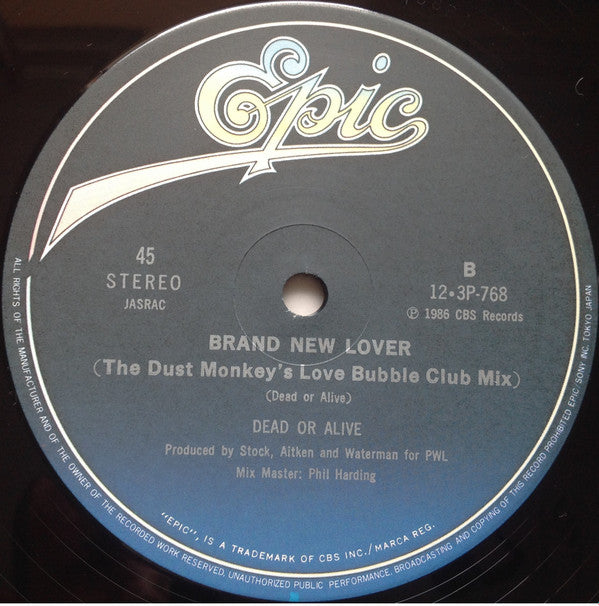 Epic
45
STEREO
JASRAC
B
12・3P-768
Ⓟ 1986 CBS Records
BRAND NEW LOVER
(The Dust Monkey's Love Bubble Club Mix)
(Dead or Alive)
DEAD OR ALIVE
Produced by Stock, Aitken and Waterman for PWL
Mix Master: Phil Harding
"EPIC", IS A TRADEMARK OF CBS INC./MARCA REG.
ALL RIGHTS OF THE MANUFACTURER AND OF THE OWNER OF THE RECORDED WORK RESERVED. UNAUTHORIZED PUBLIC PERFORMANCE, BROADCASTING AND COPYING OF THIS RECORD PROHIBITED EPIC/SONY INC. TOKYO JAPAN